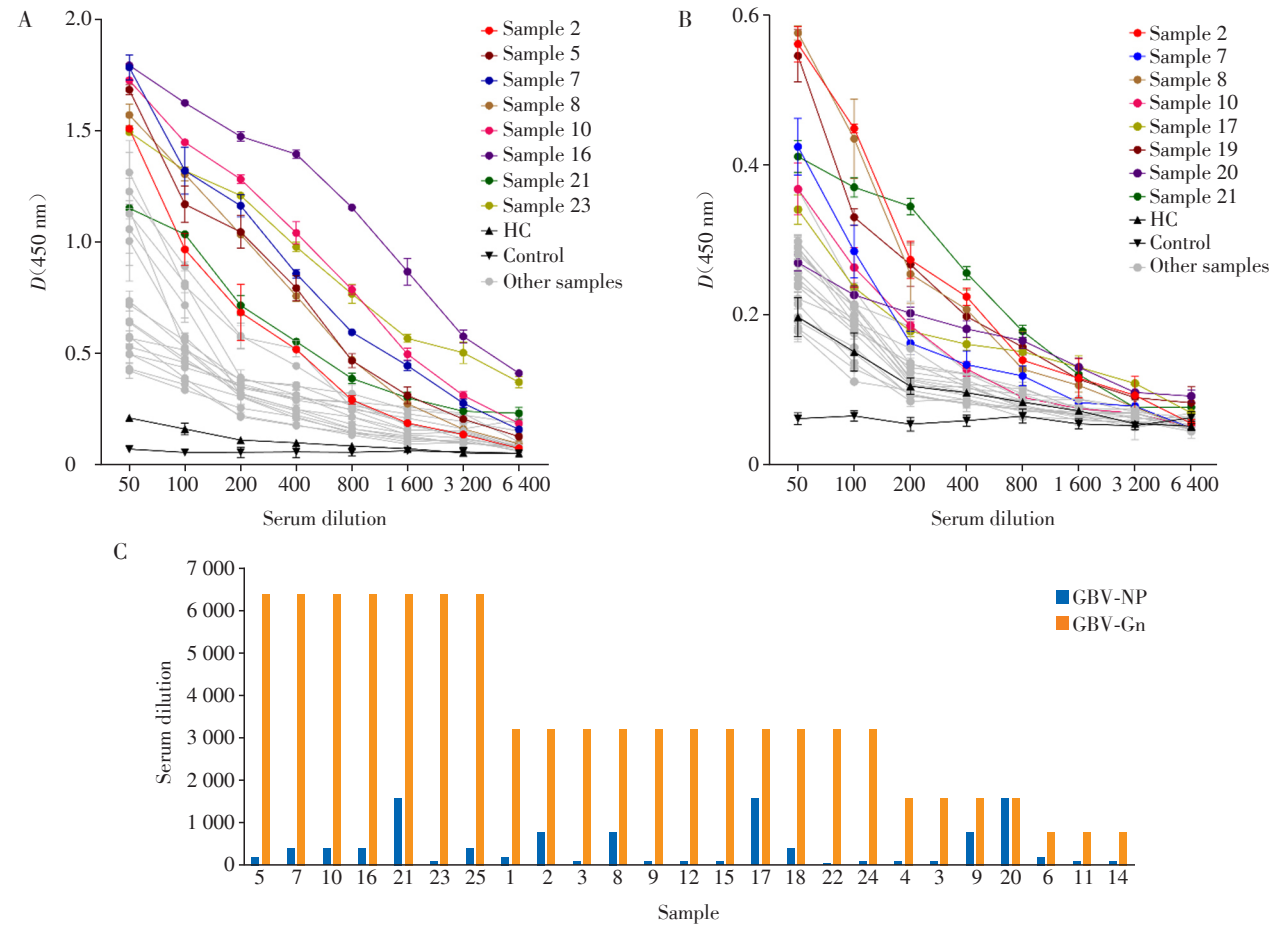 A
D(450 nm)
2.0
1.5
1.0
0.5
0
50 100 200 400 800 1 600 3 200 6 400
Serum dilution
Sample 2
Sample 5
Sample 7
Sample 8
Sample 10
Sample 16
Sample 21
Sample 23
HC
Control
Other samples
B
D(450 nm)
0.6
0.4
0.2
0
50 100 200 400 800 1 600 3 200 6 400
Serum dilution
Sample 2
Sample 7
Sample 8
Sample 10
Sample 17
Sample 19
Sample 20
Sample 21
HC
Control
Other samples
C
Serum dilution
7 000
6 000
5 000
4 000
3 000
2 000
1 000
0
5 7 10 16 21 23 25 1 2 3 8 9 12 15 17 18 22 24 4 3 9 20 6 11 14
Sample
GBV-NP
GBV-Gn